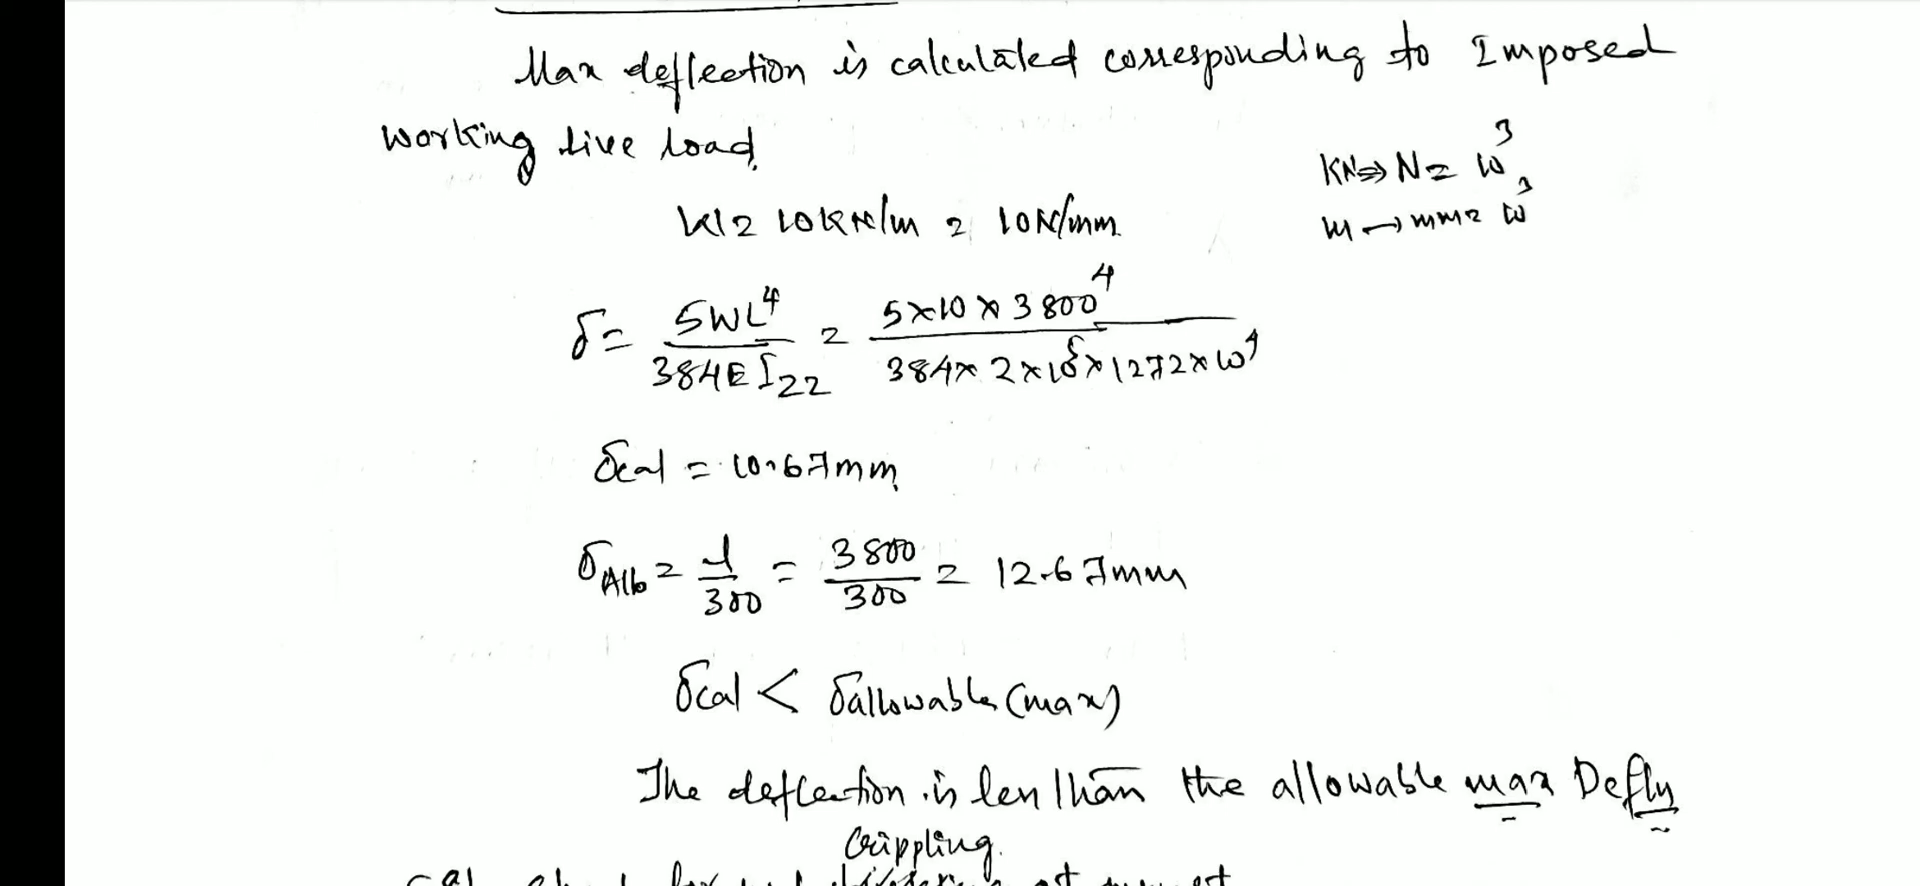 Max deflection is calculated corresponding to Imposed
working live load.
KN⇒N= 10³
m→mm= 10³
W= 10KN/m = 10N/mm
δ= 5WL⁴/384EIzz = 5×10×3800⁴/384×2×10⁵×1272×10⁴
δcal = 10.67mm
δAllo = l/300 = 3800/300 = 12.67mm
δcal < δallowable (max)
The deflection is less than the allowable max Defln
crippling.